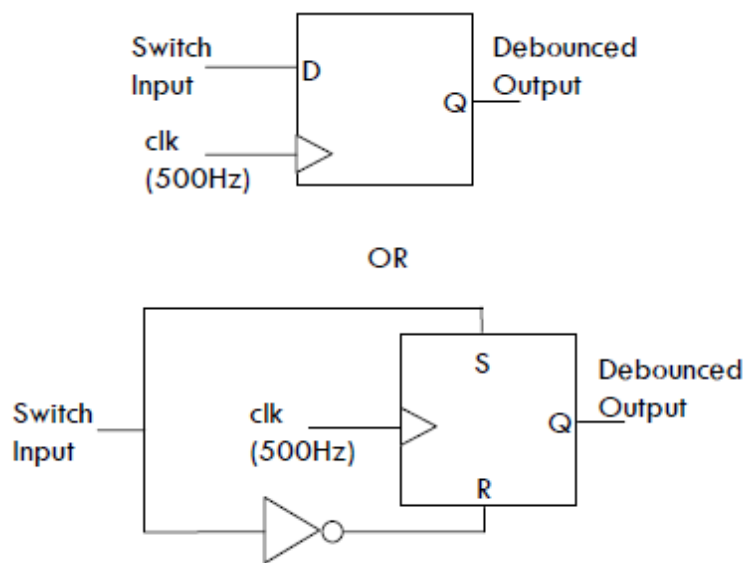 Switch
Input
D
clk
(500Hz)
Q
Debounced
Output
OR
Switch
Input
clk
(500Hz)
S
Q
R
Debounced
Output